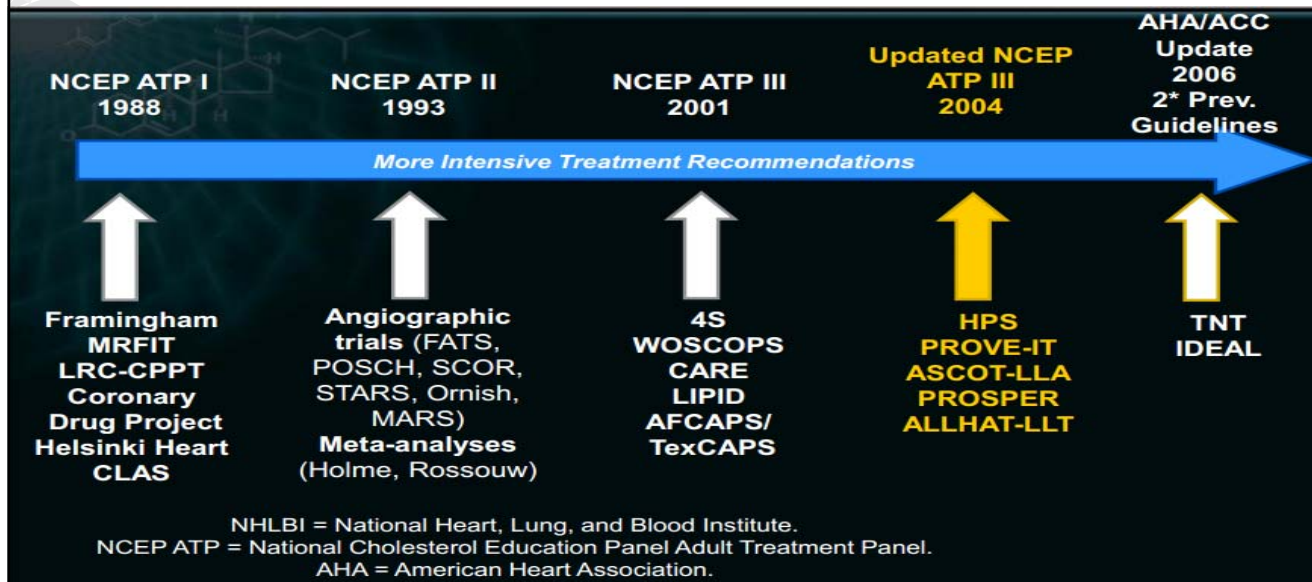 NCEP ATP I
1988
NCEP ATP II
1993
NCEP ATP III
2001
Updated NCEP
ATP III
2004
AHA/ACC
Update
2006
2* Prev.
Guidelines
More Intensive Treatment Recommendations
Framingham
MRFIT
LRC-CPPT
Coronary
Drug Project
Helsinki Heart
CLAS
Angiographic
trials (FATS,
POSCH, SCOR,
STARS, Ornish,
MARS)
Meta-analyses
(Holme, Rossouw)
4S
WOSCOPS
CARE
LIPID
AFCAPS/
TexCAPS
HPS
PROVE-IT
ASCOT-LLA
PROSPER
ALLHAT-LLT
TNT
IDEAL
NHLBI = National Heart, Lung, and Blood Institute.
NCEP ATP = National Cholesterol Education Panel Adult Treatment Panel.
AHA = American Heart Association.